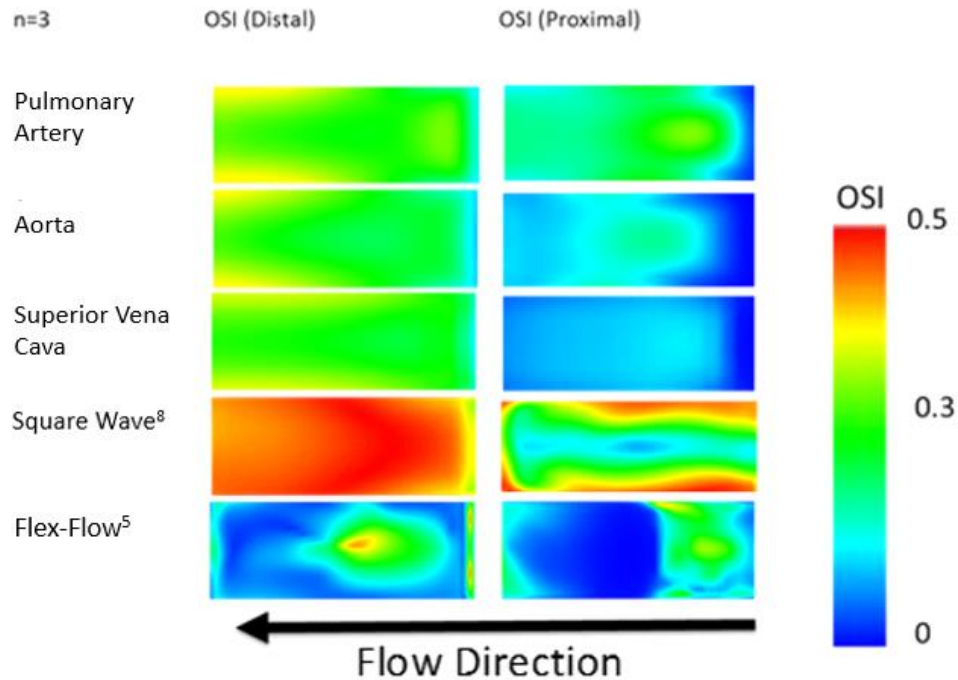 n=3 OSI (Distal) OSI (Proximal)
Pulmonary
Artery
Aorta
Superior Vena
Cava
Square Wave⁸
Flex-Flow⁵
OSI
0.5
0.3
0
Flow Direction